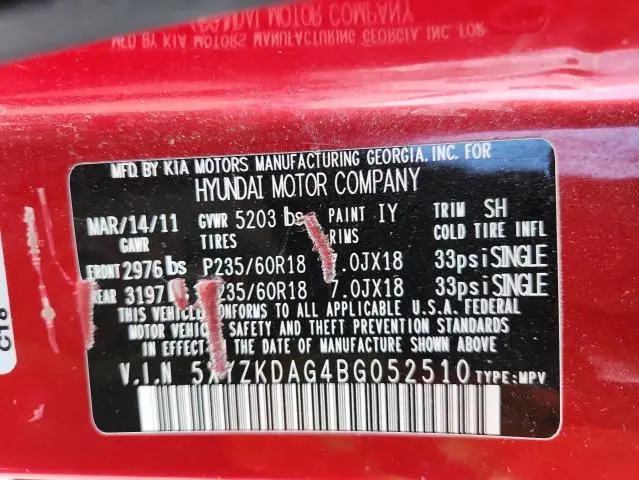 MFD BY KIA MOTORS MANUFACTURING GEORGIA, INC. FOR
HYUNDAI MOTOR COMPANY
MAR/14/11 GVWR 5203 lbs PAINT IY TRIM SH
GAWR TIRES RIMS COLD TIRE INFL
FRONT 2976 lbs P235/60R18 7.0JX18 33psi SINGLE
REAR 3197 235/60R18 7.0JX18 33psi SINGLE
THIS VEHICLE CONFORMS TO ALL APPLICABLE U.S.A. FEDERAL
MOTOR VEHICLE SAFETY AND THEFT PREVENTION STANDARDS
IN EFFECT ON THE DATE OF MANUFACTURE SHOWN ABOVE
V.I.N 5XYZKDAG4BG052510 TYPE:MPV
C18